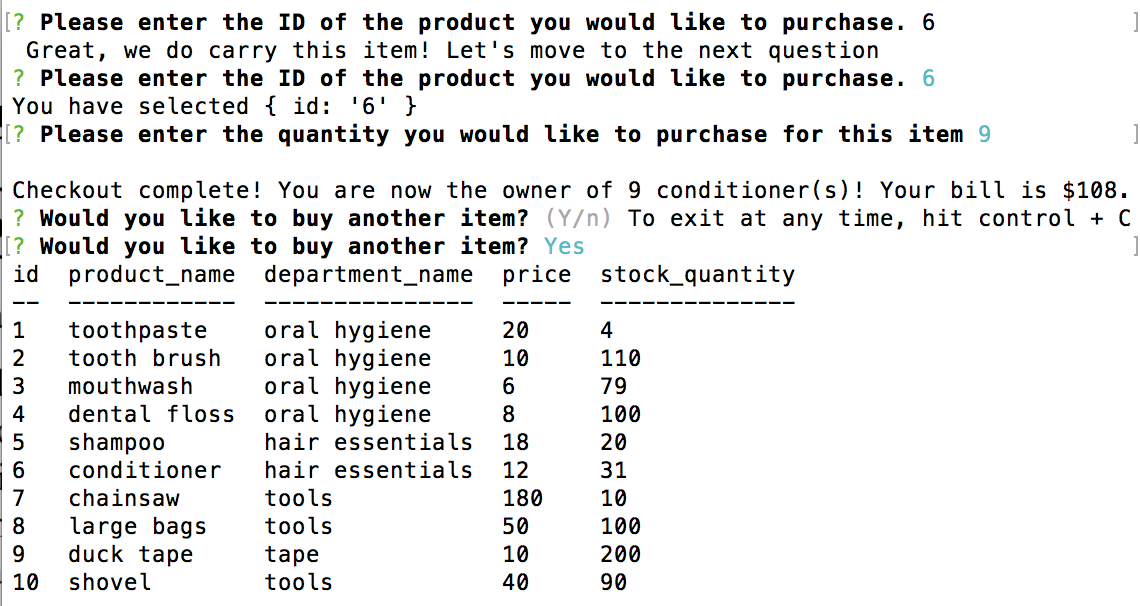 [? Please enter the ID of the product you would like to purchase. 6 ]
Great, we do carry this item! Let's move to the next question
? Please enter the ID of the product you would like to purchase. 6
You have selected { id: '6' }
[? Please enter the quantity you would like to purchase for this item 9 ]
Checkout complete! You are now the owner of 9 conditioner(s)! Your bill is $108.
? Would you like to buy another item? (Y/n) To exit at any time, hit control + C
[? Would you like to buy another item? Yes ]
id  product_name  department_name  price  stock_quantity
--  ------------  ---------------  -----  --------------
1   toothpaste    oral hygiene     20     4
2   tooth brush   oral hygiene     10     110
3   mouthwash     oral hygiene     6      79
4   dental floss  oral hygiene     8      100
5   shampoo       hair essentials  18     20
6   conditioner   hair essentials  12     31
7   chainsaw      tools            180    10
8   large bags    tools            50     100
9   duck tape     tape             10     200
10  shovel        tools            40     90